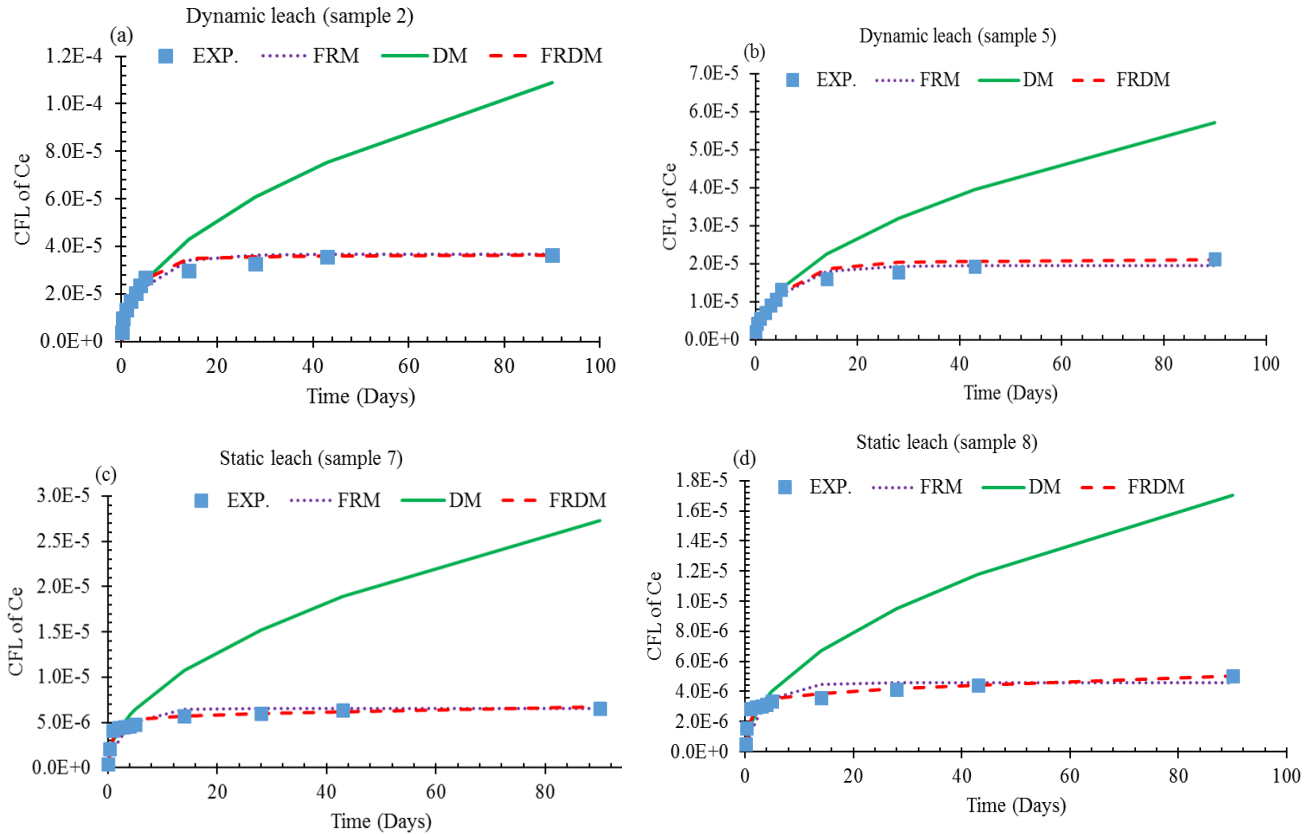 Dynamic leach (sample 2)
(a)
EXP. FRM DM FRDM
1.2E-4
1.0E-4
8.0E-5
6.0E-5
4.0E-5
2.0E-5
0.0E+0
CFL of Ce
0 20 40 60 80 100
Time (Days)
Dynamic leach (sample 5)
(b)
EXP. FRM DM FRDM
7.0E-5
6.0E-5
5.0E-5
4.0E-5
3.0E-5
2.0E-5
1.0E-5
0.0E+0
CFL of Ce
0 20 40 60 80 100
Time (Days)
Static leach (sample 7)
(c)
EXP. FRM DM FRDM
3.0E-5
2.5E-5
2.0E-5
1.5E-5
1.0E-5
5.0E-6
0.0E+0
CFL of Ce
0 20 40 60 80
Time (Days)
Static leach (sample 8)
(d)
EXP. FRM DM FRDM
1.8E-5
1.6E-5
1.4E-5
1.2E-5
1.0E-5
8.0E-6
6.0E-6
4.0E-6
2.0E-6
0.0E+0
CFL of Ce
0 20 40 60 80 100
Time (Days)